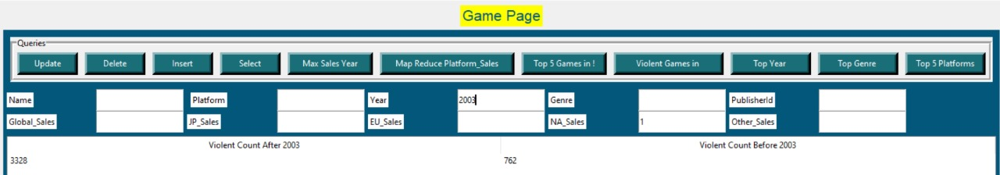 Game Page
Queries
Update Delete Insert Select Max Sales Year Map Reduce Platform_Sales Top 5 Games in ! Violent Games in Top Year Top Genre Top 5 Platforms
Name Platform Year 2003 Genre PublisherId
Global_Sales JP_Sales EU_Sales NA_Sales 1 Other_Sales
Violent Count After 2003 Violent Count Before 2003
3328 762